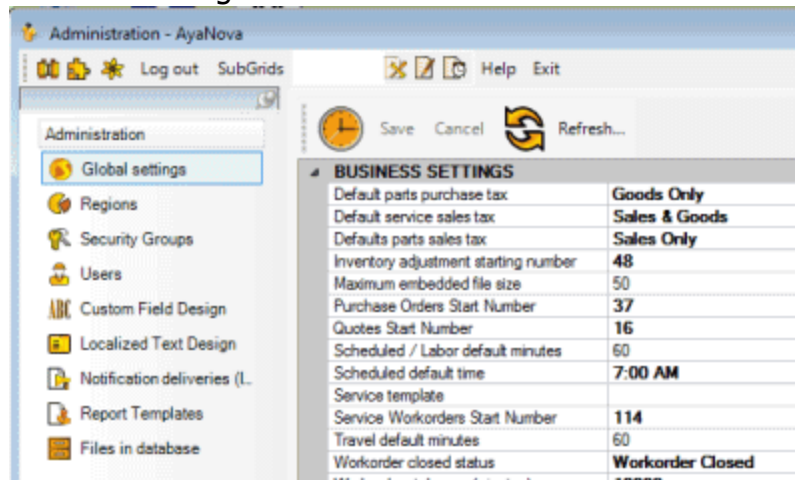 Administration - AyaNova
Log out SubGrids Help Exit
Administration
Global settings
Regions
Security Groups
Users
ABC Custom Field Design
Localized Text Design
Notification deliveries (l..
Report Templates
Files in database
Save Cancel Refresh...
BUSINESS SETTINGS
Default parts purchase tax Goods Only
Default service sales tax Sales & Goods
Defaults parts sales tax Sales Only
Inventory adjustment starting number 48
Maximum embedded file size 50
Purchase Orders Start Number 37
Quotes Start Number 16
Scheduled / Labor default minutes 60
Scheduled default time 7:00 AM
Service template
Service Workorders Start Number 114
Travel default minutes 60
Workorder closed status Workorder Closed